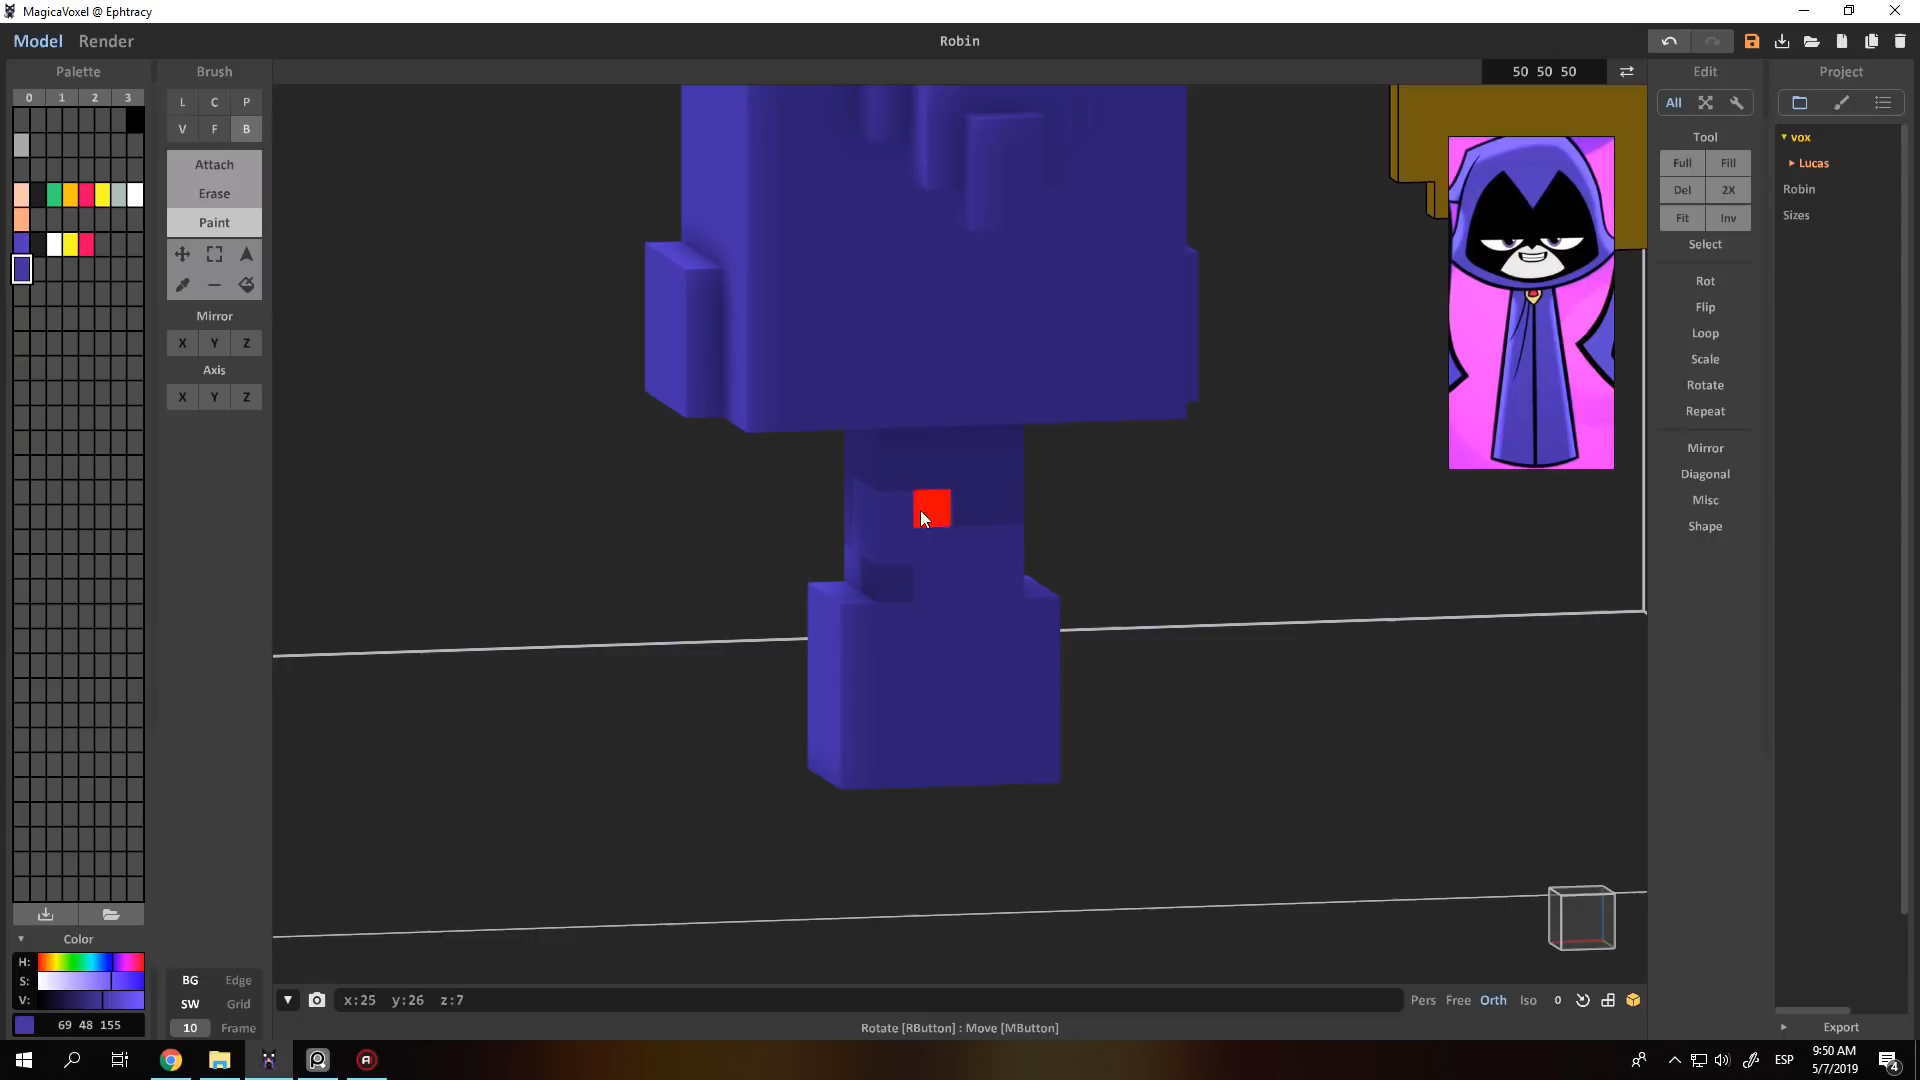 MagicaVoxel @ Ephtracy
Model Render
Robin
Palette
Brush
50 50 50
Edit
Project
0 1 2 3
L C P
V F B
Attach
Erase
Paint
Mirror
X Y Z
Axis
X Y Z
All
Tool
Full Fill
Del 2X
Fit Inv
Select
Rot
Flip
Loop
Scale
Rotate
Repeat
Mirror
Diagonal
Misc
Shape
vox
Lucas
Robin
Sizes
Color
H:
S:
V:
69 48 155
BG Edge
SW Grid
10 Frame
x:25 y:26 z:7
Pers Free Orth Iso 0
Rotate [RButton] : Move [MButton]
Export
ESP
9:50 AM
5/7/2019
4